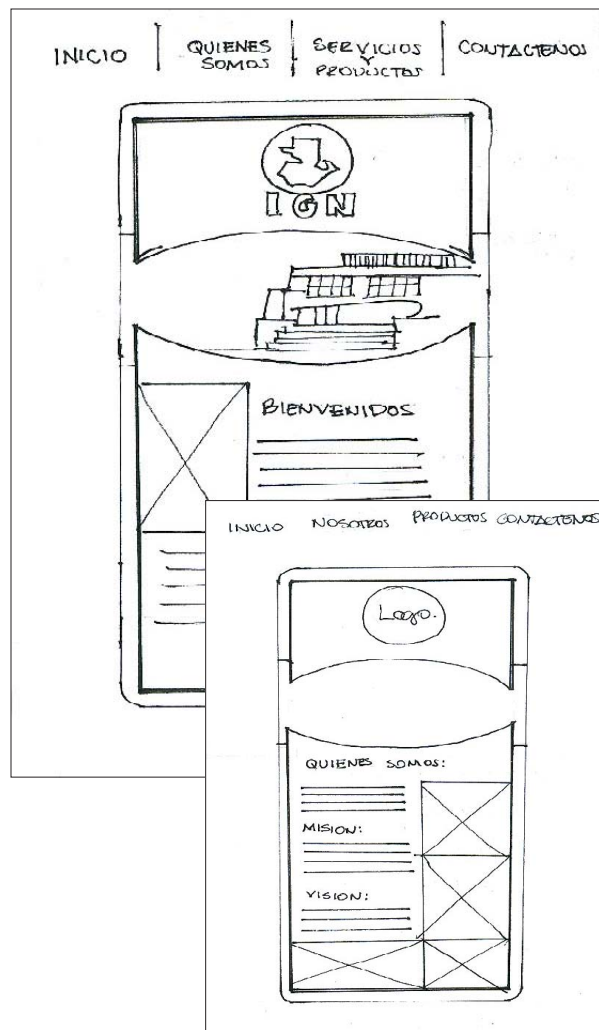 INICIO
QUIENES
SOMOS
SERVICIOS
Y
PRODUCTOS
CONTACTENOS
IGN
BIENVENIDOS
INICIO NOSOTROS PRODUCTOS CONTACTENOS
Logo.
QUIENES SOMOS:
MISION:
VISION: